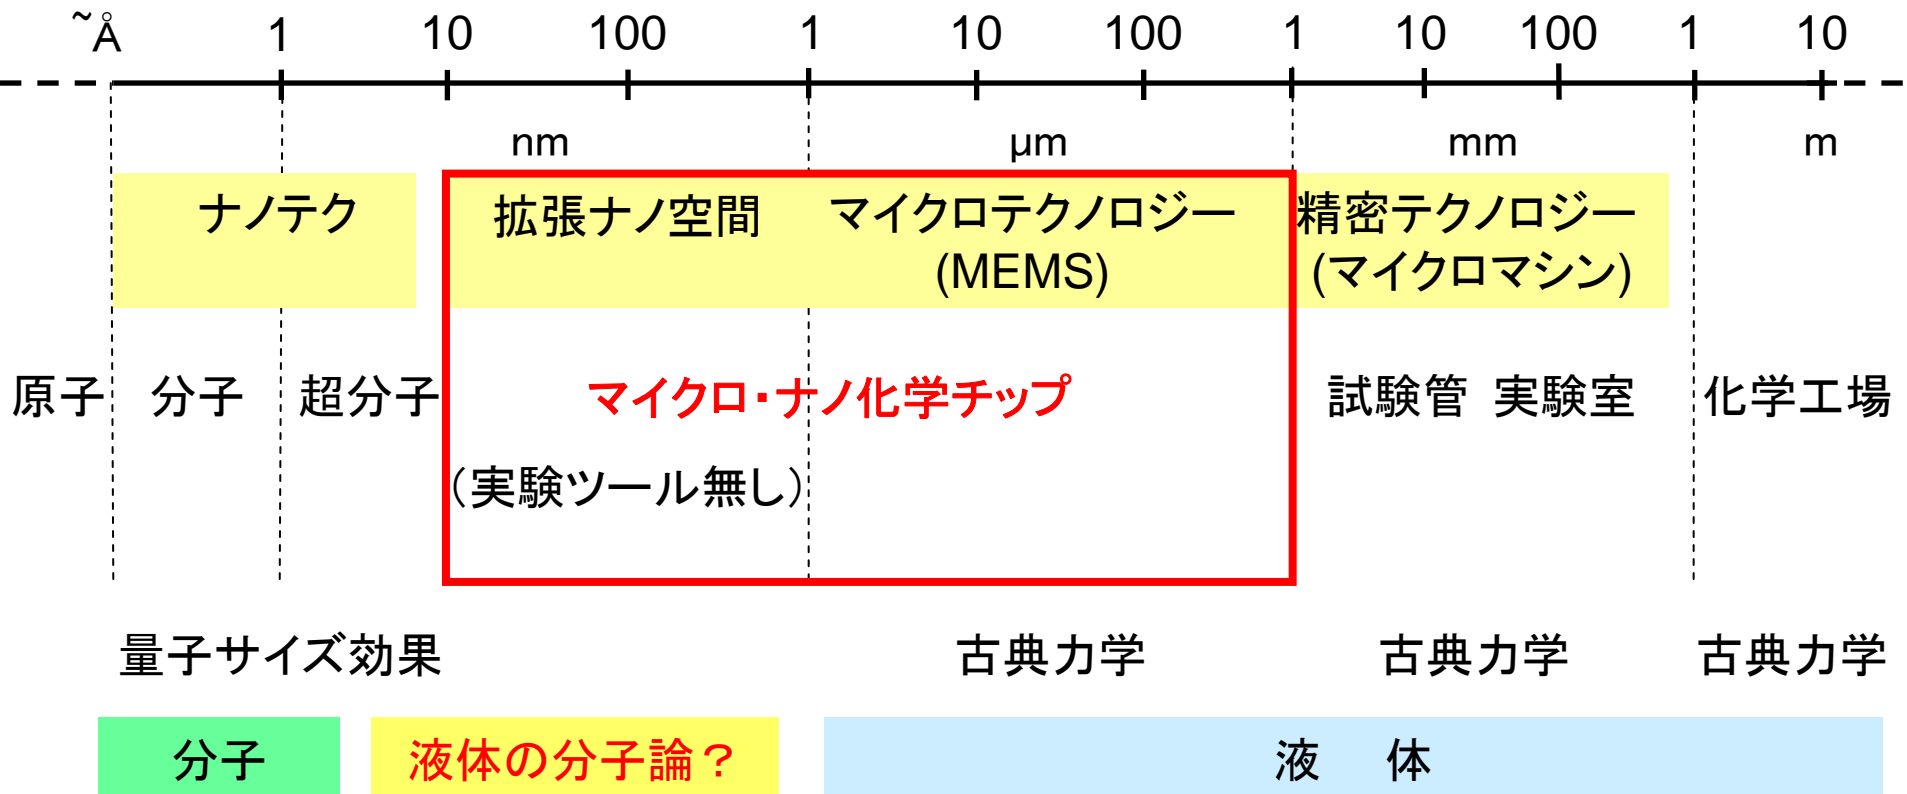 ~Å 1 10 100 1 10 100 1 10 100 1 10
nm μm mm m
ナノテク 拡張ナノ空間 マイクロテクノロジー 精密テクノロジー
(MEMS) (マイクロマシン)
原子 分子 超分子 マイクロ・ナノ化学チップ 試験管 実験室 化学工場
（実験ツール無し）
量子サイズ効果 古典力学 古典力学 古典力学
分子 液体の分子論？ 液 体